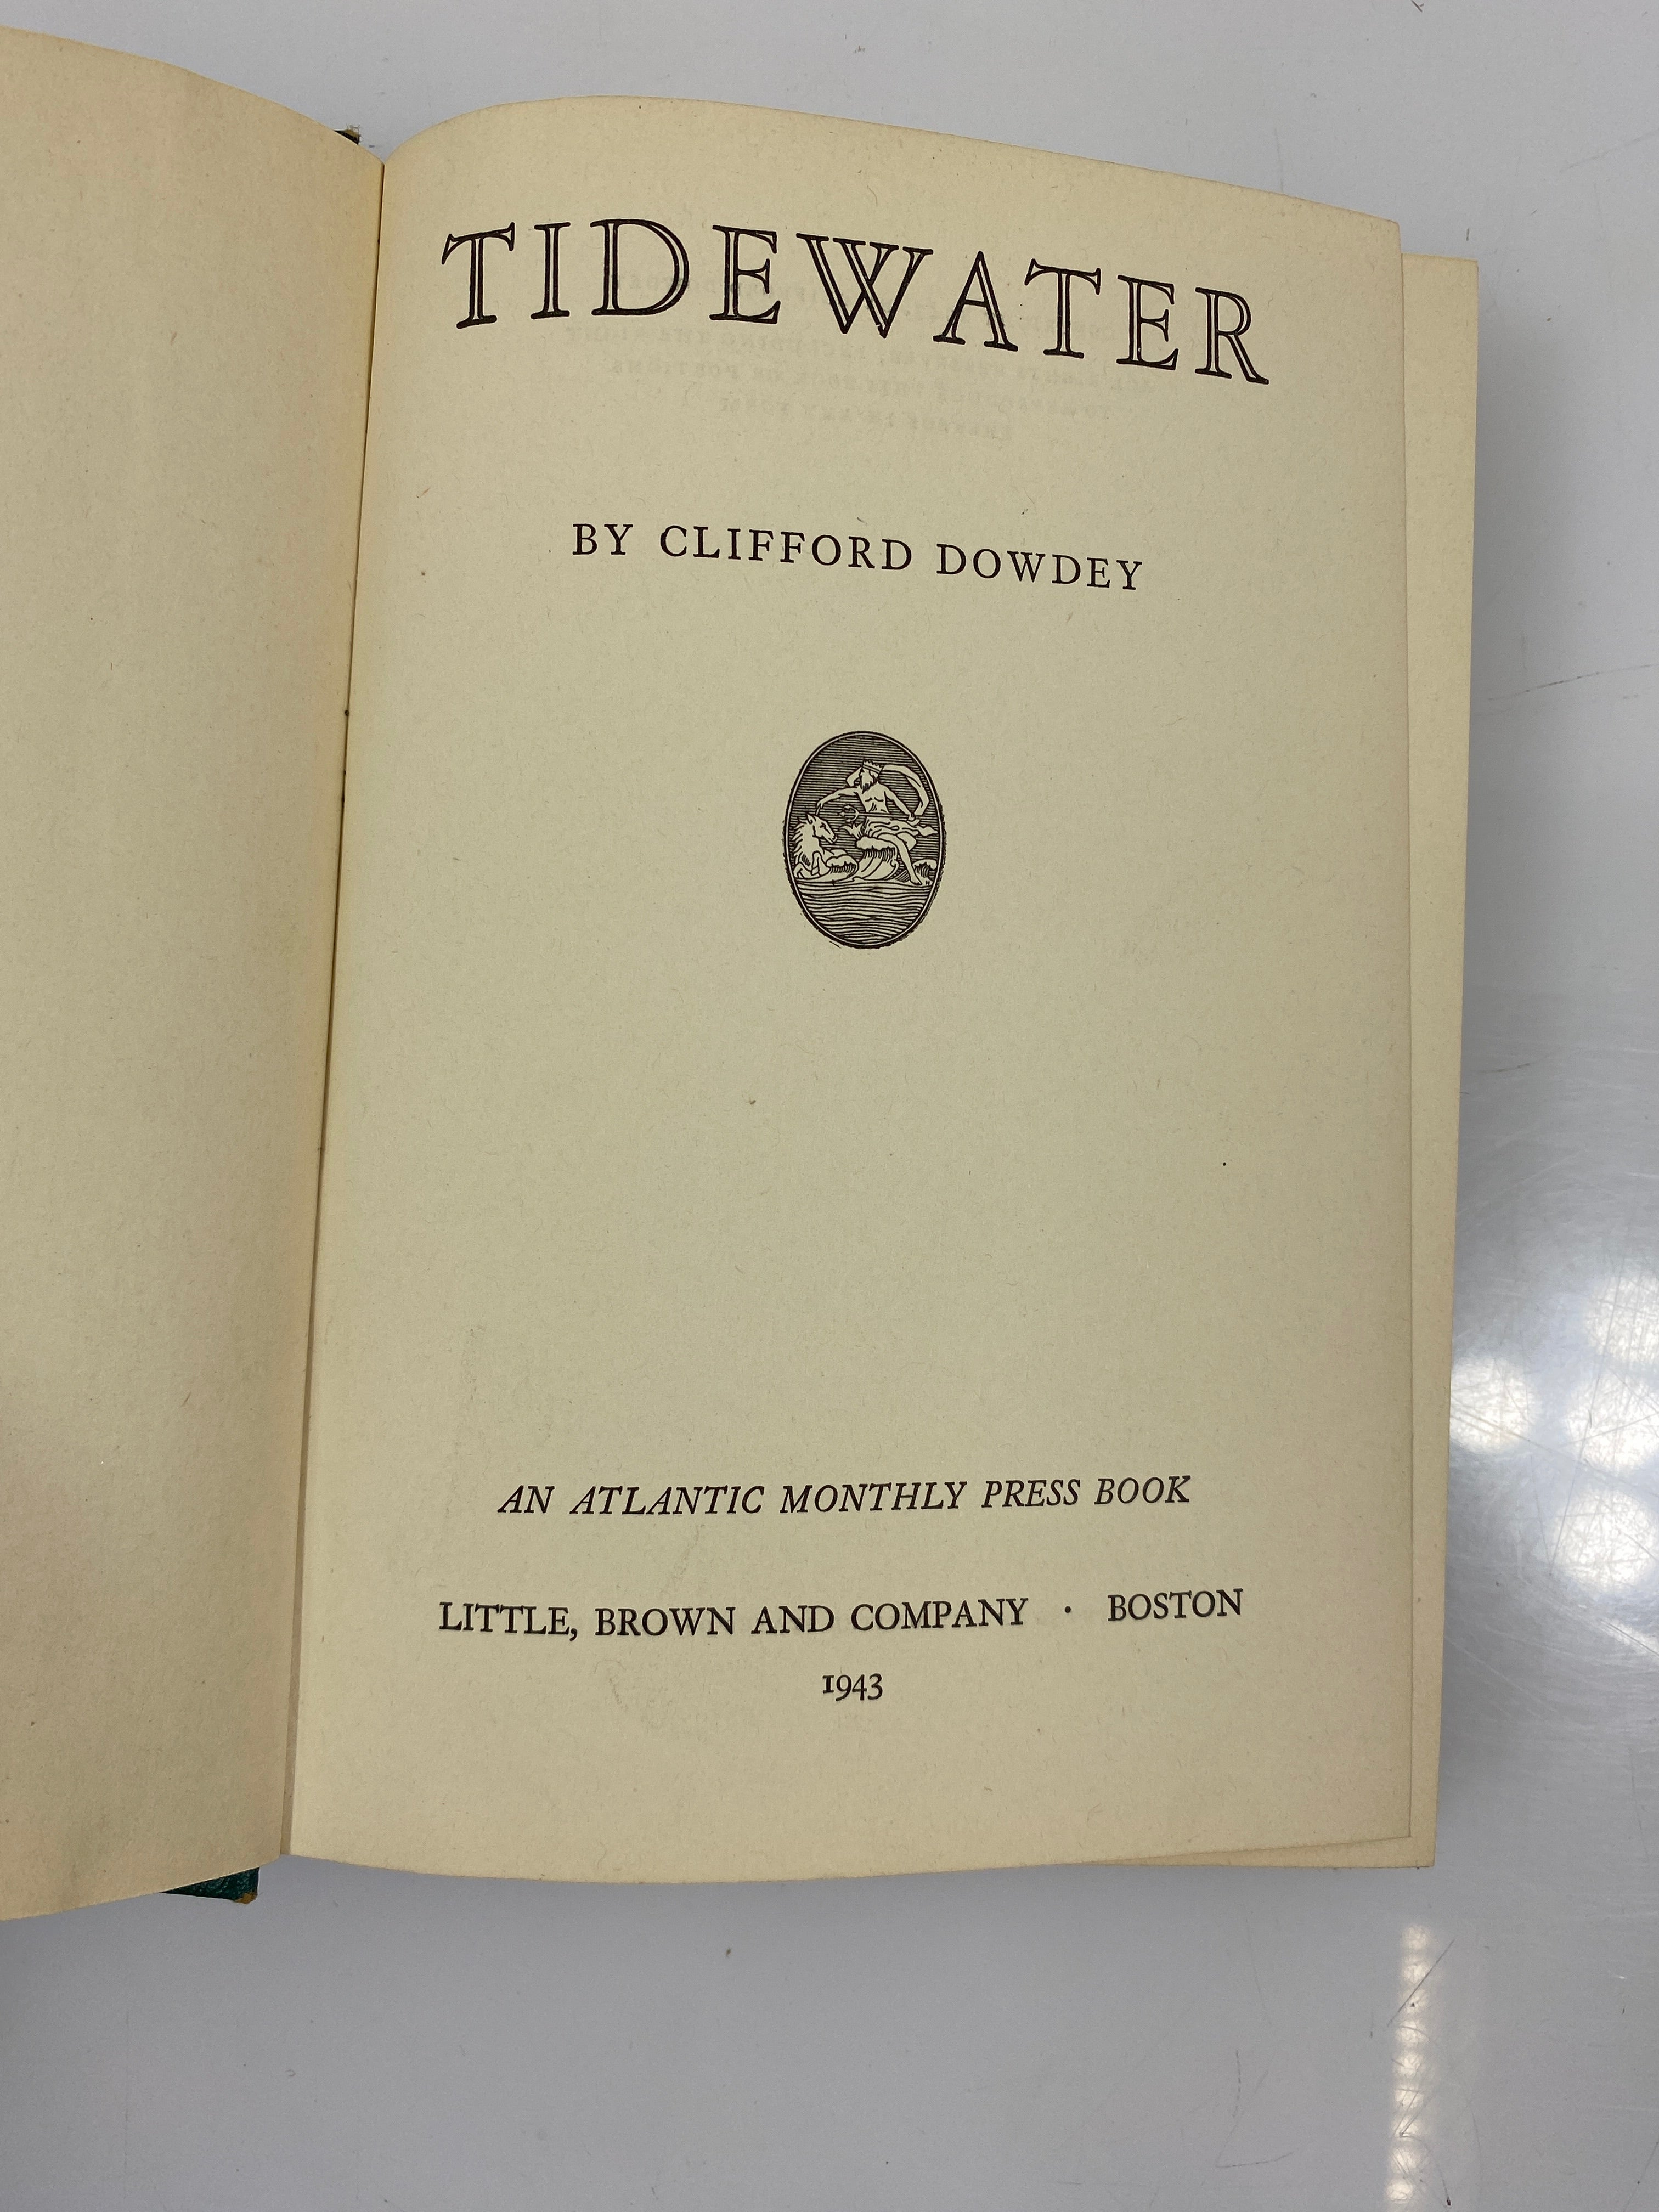 TIDEWATER
BY CLIFFORD DOWDEY
AN ATLANTIC MONTHLY PRESS BOOK
LITTLE, BROWN AND COMPANY · BOSTON
1943